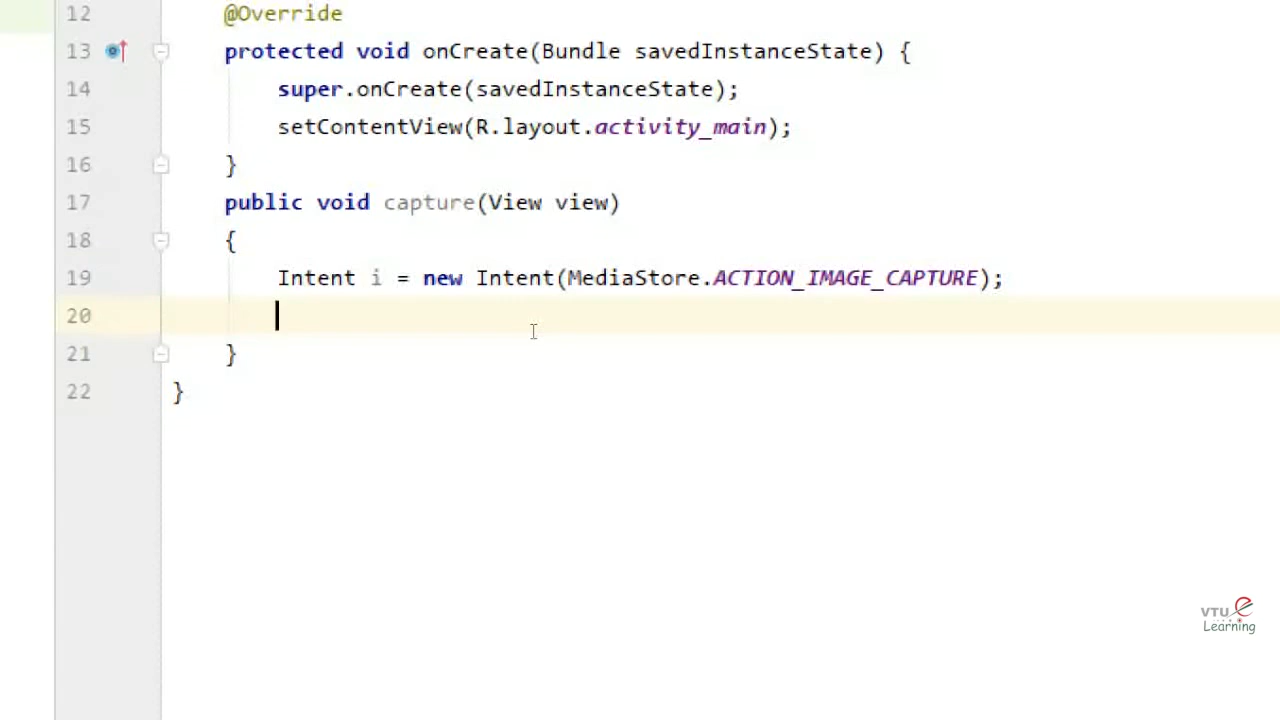 12 @Override
13 protected void onCreate(Bundle savedInstanceState) {
14 super.onCreate(savedInstanceState);
15 setContentView(R.layout.activity_main);
16 }
17 public void capture(View view)
18 {
19 Intent i = new Intent(MediaStore.ACTION_IMAGE_CAPTURE);
20
21 }
22 }
VTU e
Learning